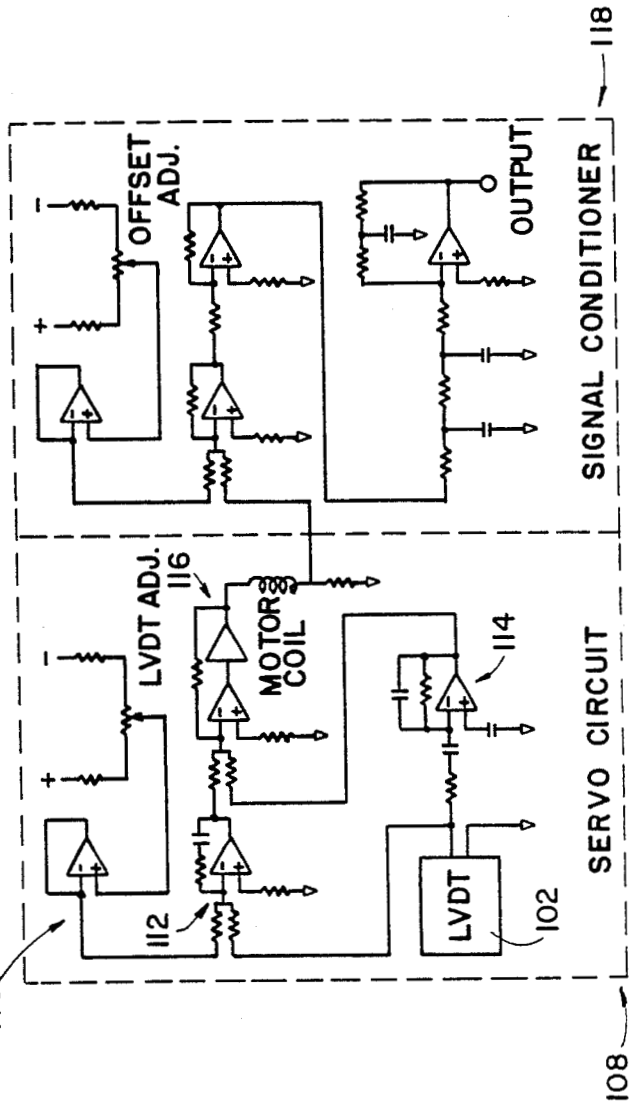 +
−
LVDT ADJ.
116
112
MOTOR
COIL
LVDT
102
114
SERVO CIRCUIT
108
+
−
OFFSET
ADJ.
OUTPUT
SIGNAL CONDITIONER
118